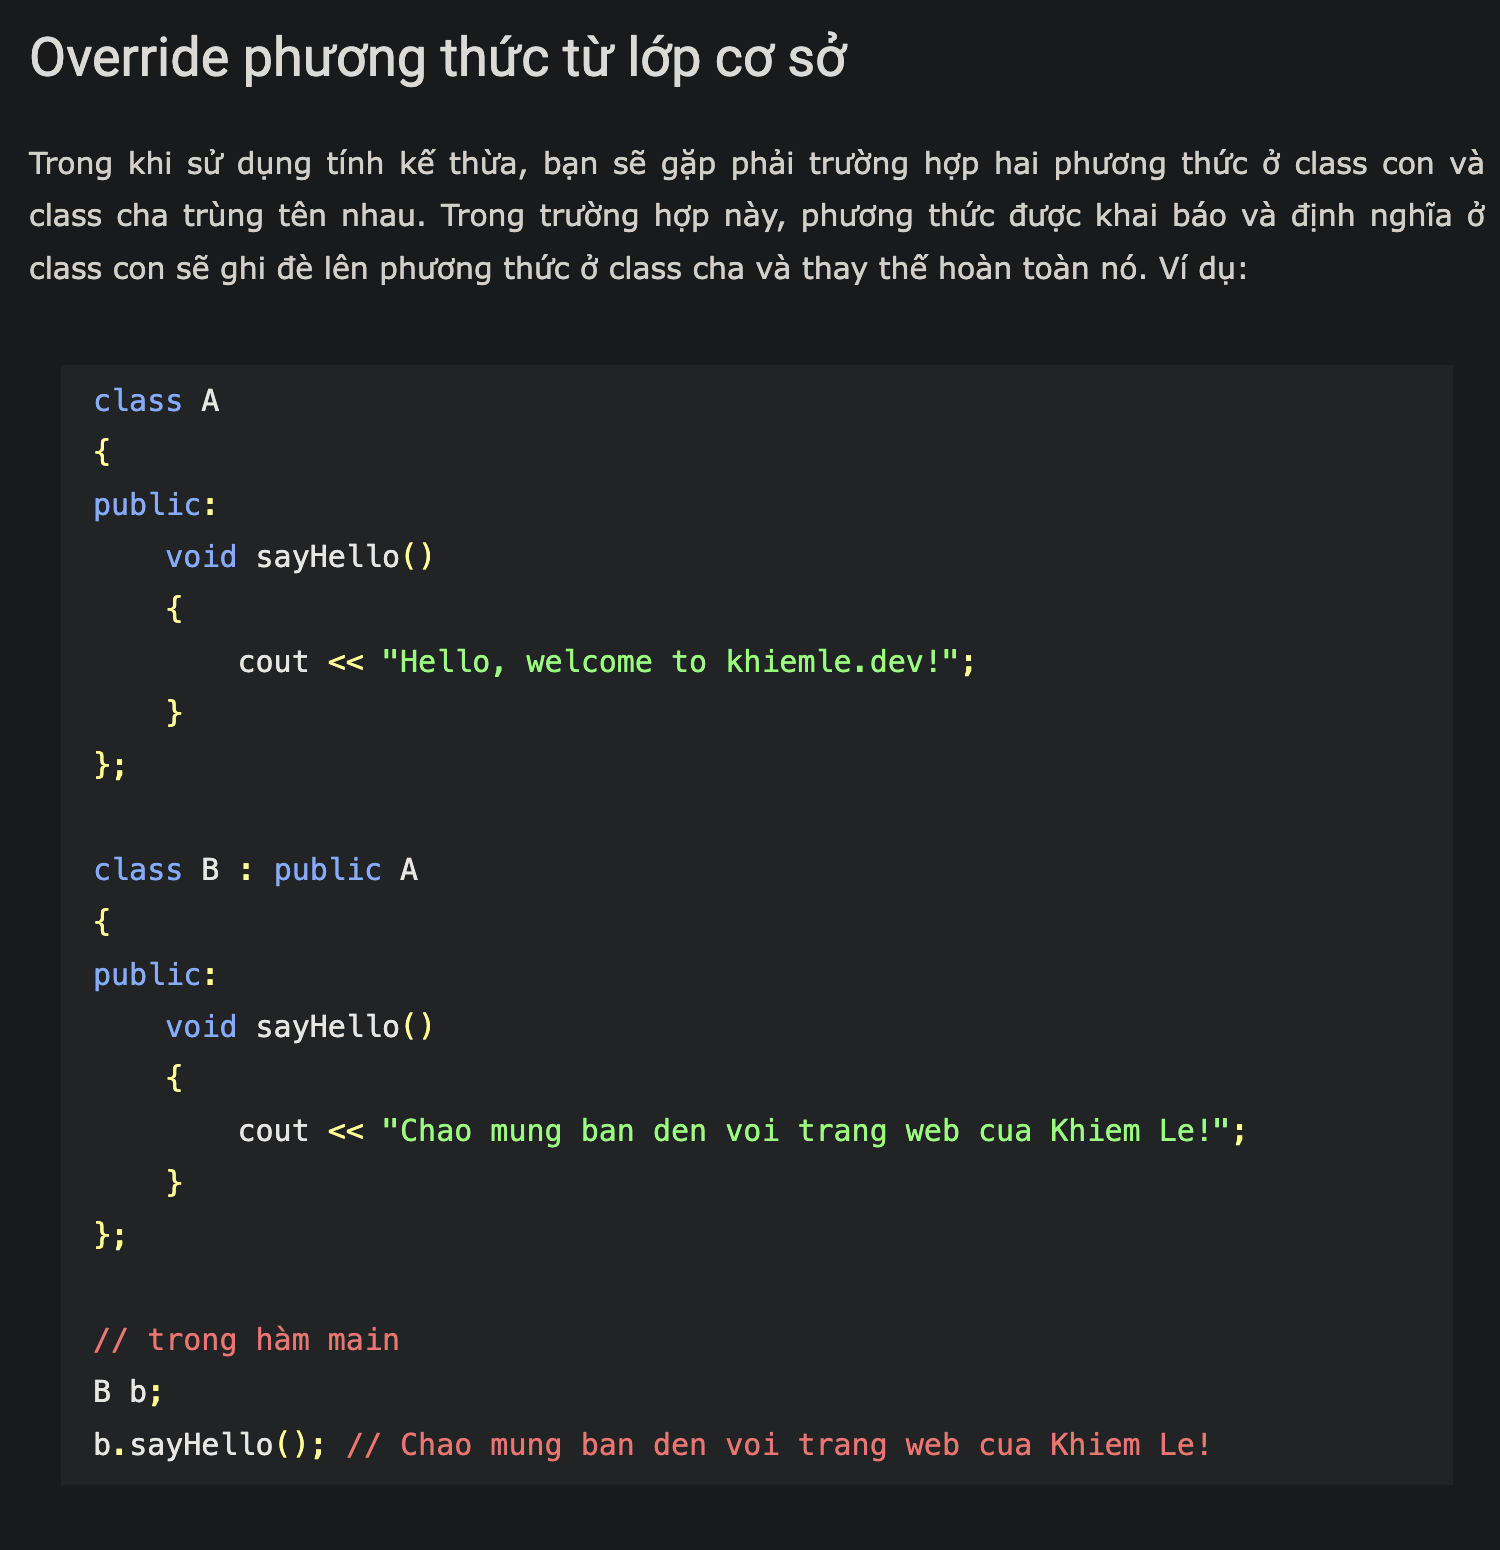 Override phương thức từ lớp cơ sở
Trong khi sử dụng tính kế thừa, bạn sẽ gặp phải trường hợp hai phương thức ở class con và
class cha trùng tên nhau. Trong trường hợp này, phương thức được khai báo và định nghĩa ở
class con sẽ ghi đè lên phương thức ở class cha và thay thế hoàn toàn nó. Ví dụ:
class A
{
public:
    void sayHello()
    {
        cout << "Hello, welcome to khiemle.dev!";
    }
};
class B : public A
{
public:
    void sayHello()
    {
        cout << "Chao mung ban den voi trang web cua Khiem Le!";
    }
};
// trong hàm main
B b;
b.sayHello(); // Chao mung ban den voi trang web cua Khiem Le!